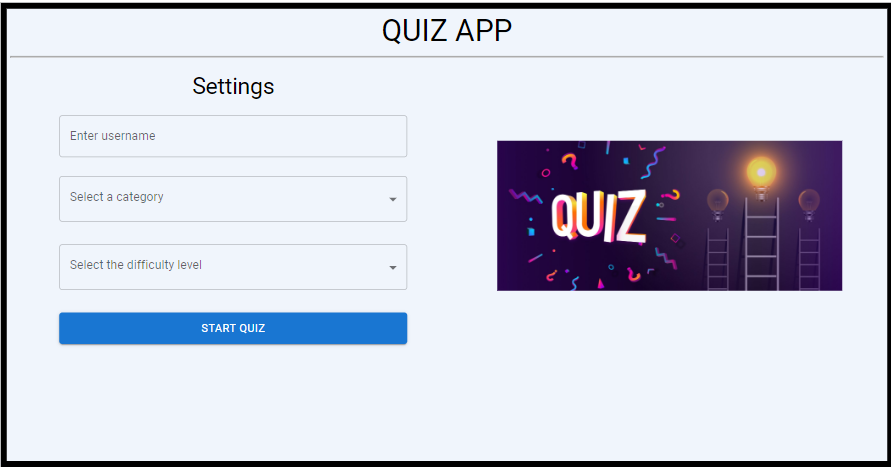 QUIZ APP
Settings
Enter username
Select a category
Select the difficulty level
START QUIZ
QUIZ